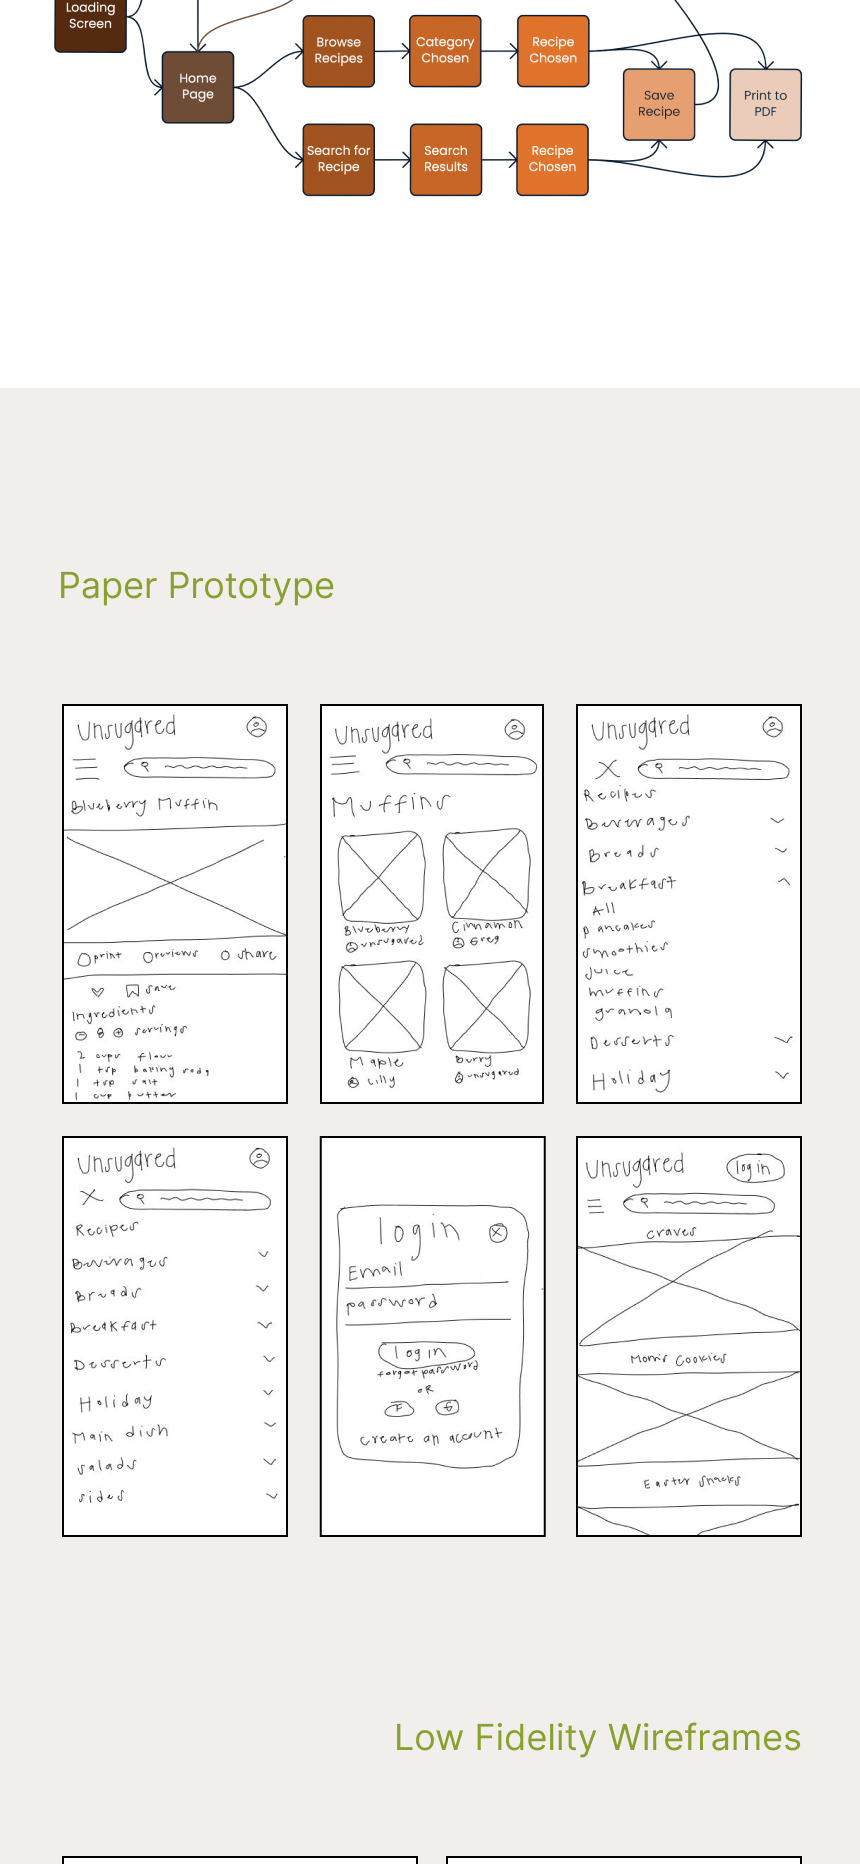 Loading
Screen
Home
Page
Browse
Recipes
Category
Chosen
Recipe
Chosen
Save
Recipe
Print to
PDF
Search for
Recipe
Search
Results
Recipe
Chosen
Paper Prototype
Unsugared
Blueberry Muffin
print reviews share
save
Ingredients
8 servings
2 cups flour
1 tsp baking soda
1 tsp salt
1 cup butter
Unsugared
Muffins
Blueberry
unsugared
Cinnamon
Greg
Maple
Lilly
Burry
unsugared
Unsugared
Recipes
Beverages
Breads
Breakfast
All
pancakes
smoothies
juice
muffins
granola
Desserts
Holiday
Unsugared
Recipes
Beverages
Breads
Breakfast
Desserts
Holiday
Main dish
salads
sides
login
Email
password
login
forgot password
OR
F G
create an account
Unsugared
login
craves
Mom's Cookies
Easter Snacks
Low Fidelity Wireframes